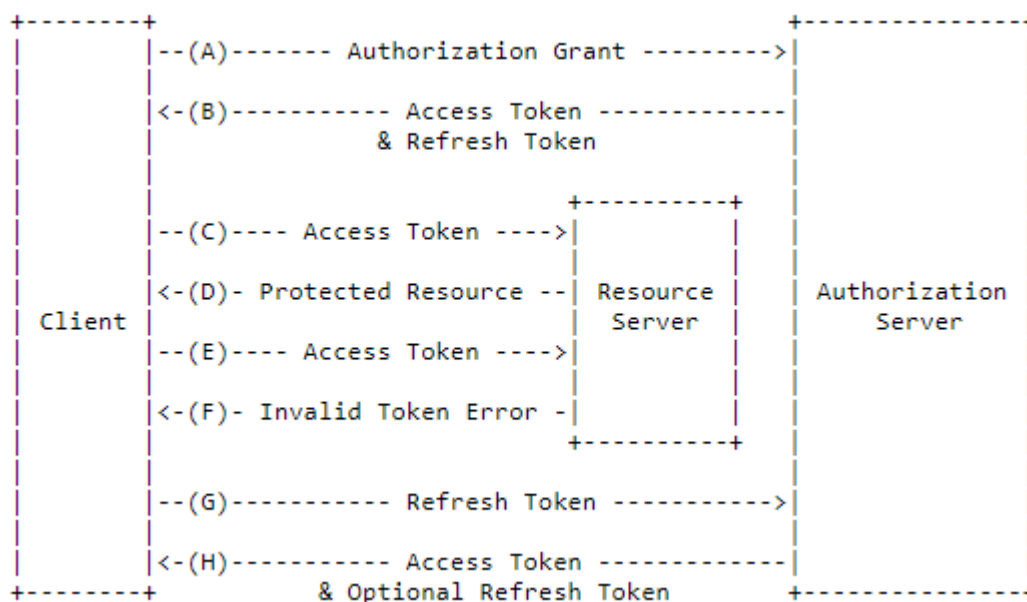 +--------+                                           +---------------
|        |--(A)------- Authorization Grant --------->|
|        |                                           |
|        |<-(B)----------- Access Token -------------|
|        |               & Refresh Token             |
|        |                                           |
|        |                            +----------+   |
|        |--(C)---- Access Token ---->|          |   |
|        |                            |          |   |
|        |<-(D)- Protected Resource --| Resource |   | Authorization
| Client |                            |  Server  |   |     Server
|        |--(E)---- Access Token ---->|          |   |
|        |                            |          |   |
|        |<-(F)- Invalid Token Error -|          |   |
|        |                            +----------+   |
|        |                                           |
|        |--(G)----------- Refresh Token ----------->|
|        |                                           |
|        |<-(H)----------- Access Token -------------|
+--------+           & Optional Refresh Token        +---------------